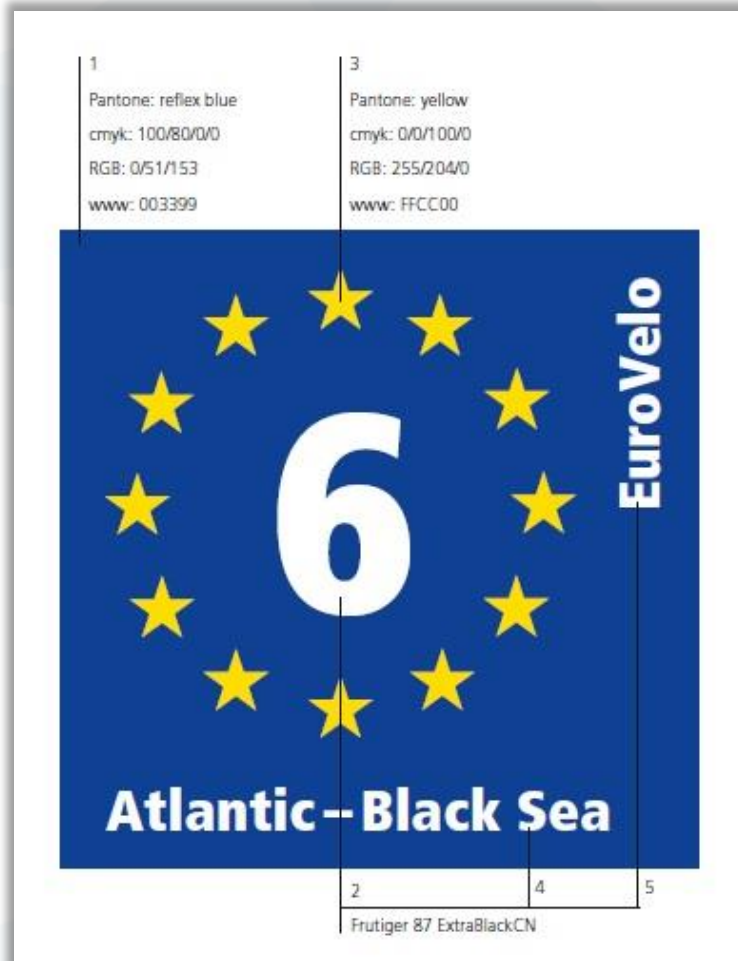 1
Pantone: reflex blue
cmyk: 100/80/0/0
RGB: 0/51/153
www: 003399
3
Pantone: yellow
cmyk: 0/0/100/0
RGB: 255/204/0
www: FFCC00
EuroVelo
6
Atlantic–Black Sea
2
4
5
Frutiger 87 ExtraBlackCN